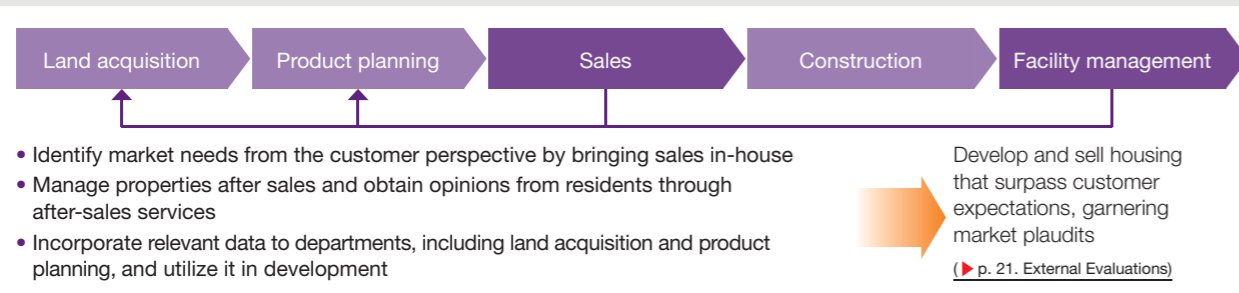 Land acquisition
Product planning
Sales
Construction
Facility management
• Identify market needs from the customer perspective by bringing sales in-house
• Manage properties after sales and obtain opinions from residents through
after-sales services
• Incorporate relevant data to departments, including land acquisition and product
planning, and utilize it in development
Develop and sell housing
that surpass customer
expectations, garnering
market plaudits
(▶ p. 21. External Evaluations)